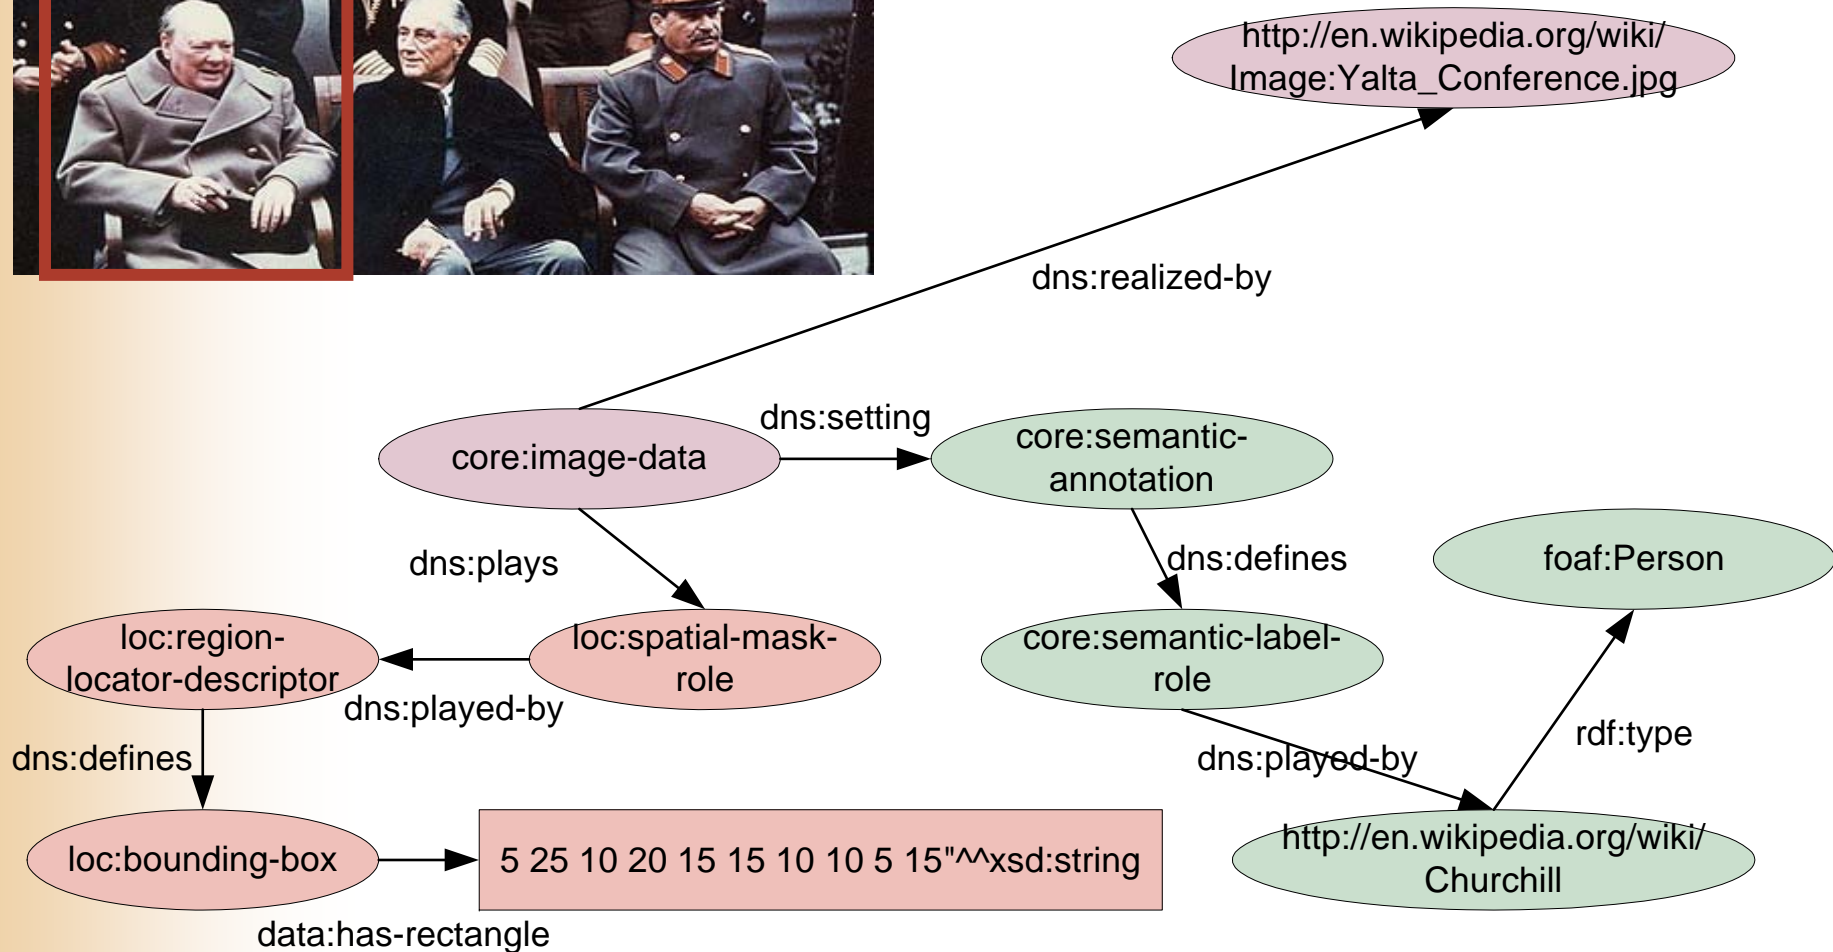 http://en.wikipedia.org/wiki/
Image:Yalta_Conference.jpg
dns:realized-by
dns:setting
core:image-data
core:semantic-
annotation
dns:plays
dns:defines
foaf:Person
loc:region-
locator-descriptor
loc:spatial-mask-
role
core:semantic-label-
role
dns:played-by
dns:defines
dns:played-by
rdf:type
loc:bounding-box
5 25 10 20 15 15 10 10 5 15"^^xsd:string
http://en.wikipedia.org/wiki/
Churchill
data:has-rectangle